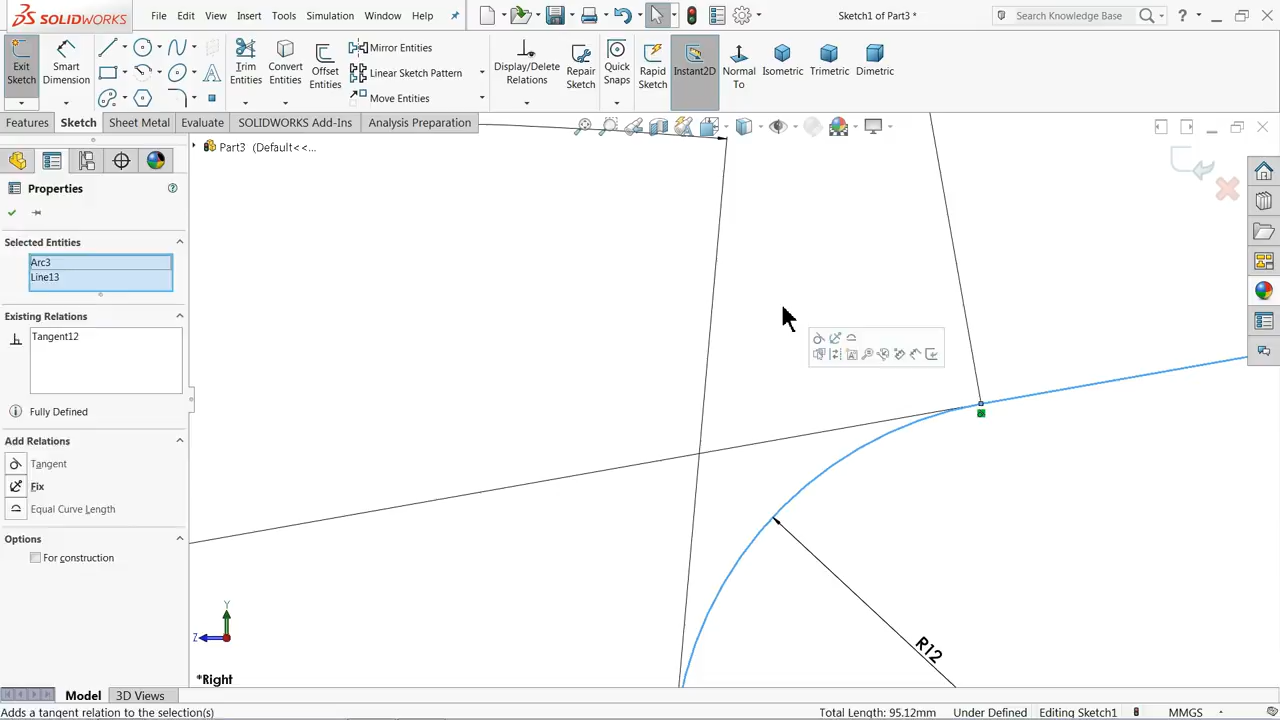 SOLIDWORKS
File Edit View Insert Tools Simulation Window Help
Sketch1 of Part3 *
Search Knowledge Base
Exit Sketch
Smart Dimension
Trim Entities
Convert Entities
Offset Entities
Mirror Entities
Linear Sketch Pattern
Move Entities
Display/Delete Relations
Repair Sketch
Quick Snaps
Rapid Sketch
Instant2D
Normal To
Isometric
Trimetric
Dimetric
Features Sketch Sheet Metal Evaluate SOLIDWORKS Add-Ins Analysis Preparation
Part3 (Default<<...
Properties
Selected Entities
Arc3
Line13
Existing Relations
Tangent12
Fully Defined
Add Relations
Tangent
Fix
Equal Curve Length
Options
For construction
R12
Y
Z
*Right
Model 3D Views
Adds a tangent relation to the selection(s)
Total Length: 95.12mm Under Defined Editing Sketch1 MMGS